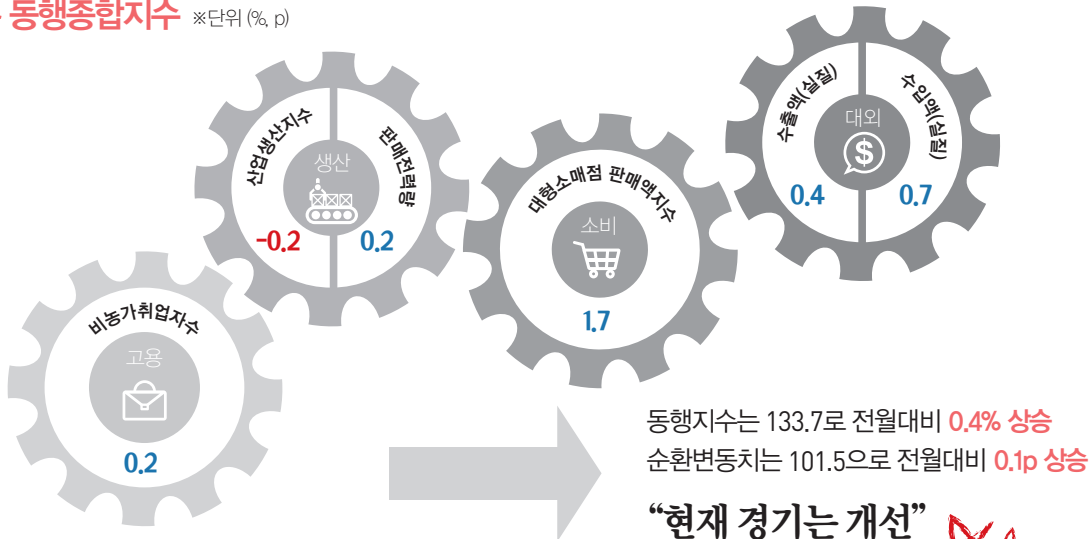 동행종합지수 ※단위 (%, p)
수출액(실질)
수입액(실질)
대외
$
0.4
0.7
산업생산지수
판매전력량
생산
-0.2
0.2
대형소매점 판매액지수
소비
1.7
비농가취업자수
고용
0.2
동행지수는 133.7로 전월대비 0.4% 상승
순환변동치는 101.5으로 전월대비 0.1p 상승
“현재 경기는 개선”